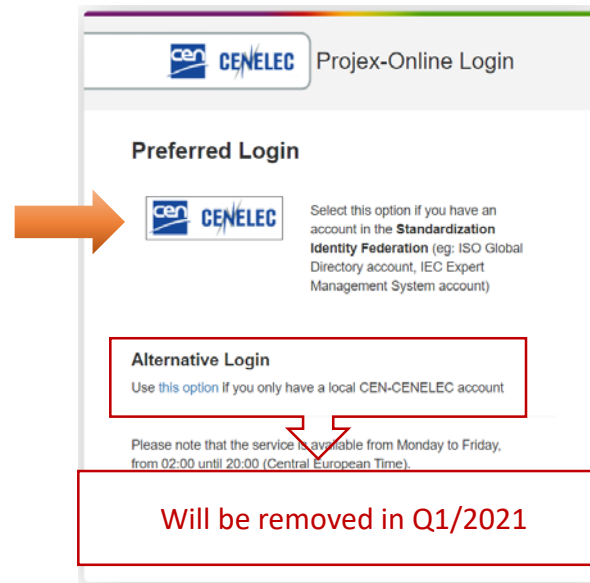 cen CENELEC Projex-Online Login
Preferred Login
cen CENELEC
Select this option if you have an
account in the Standardization
Identity Federation (eg: ISO Global
Directory account, IEC Expert
Management System account)
Alternative Login
Use this option if you only have a local CEN-CENELEC account
Please note that the service is available from Monday to Friday,
from 02:00 until 20:00 (Central European Time).
Will be removed in Q1/2021